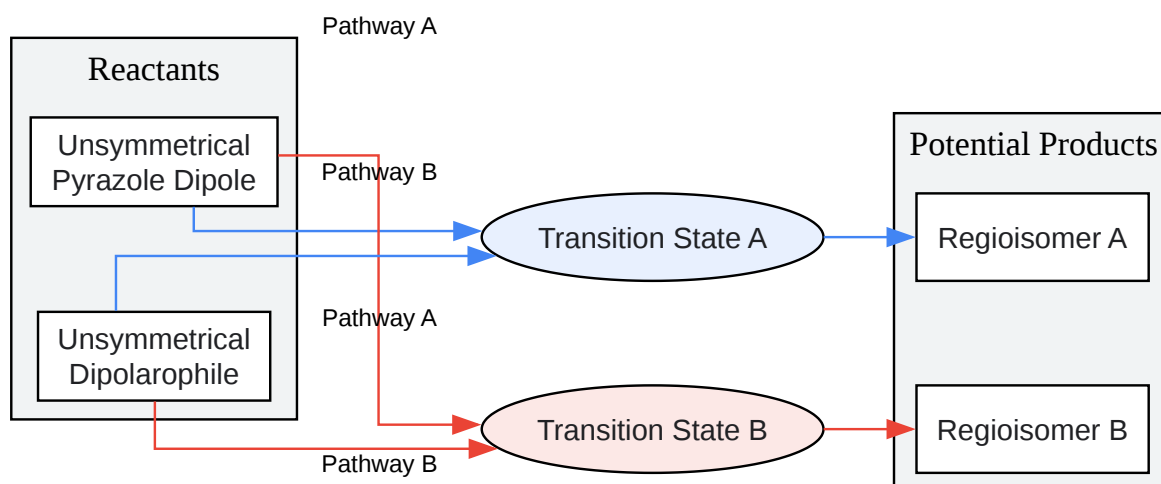 Pathway A
Reactants
Unsymmetrical
Pyrazole Dipole
Pathway B
Potential Products
Transition State A
Regioisomer A
Pathway A
Unsymmetrical
Dipolarophile
Transition State B
Regioisomer B
Pathway B